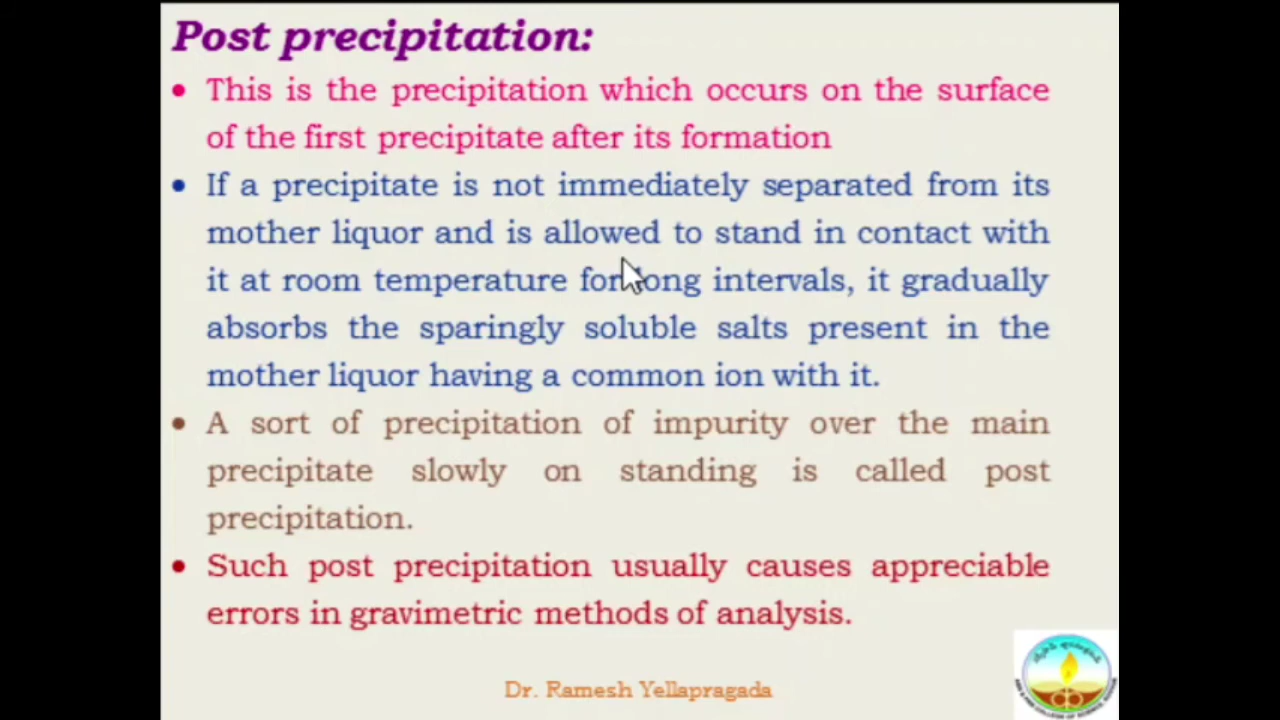 Post precipitation:
• This is the precipitation which occurs on the surface
of the first precipitate after its formation
• If a precipitate is not immediately separated from its
mother liquor and is allowed to stand in contact with
it at room temperature for long intervals, it gradually
absorbs the sparingly soluble salts present in the
mother liquor having a common ion with it.
• A sort of precipitation of impurity over the main
precipitate slowly on standing is called post
precipitation.
• Such post precipitation usually causes appreciable
errors in gravimetric methods of analysis.
Dr. Ramesh Yellapragada